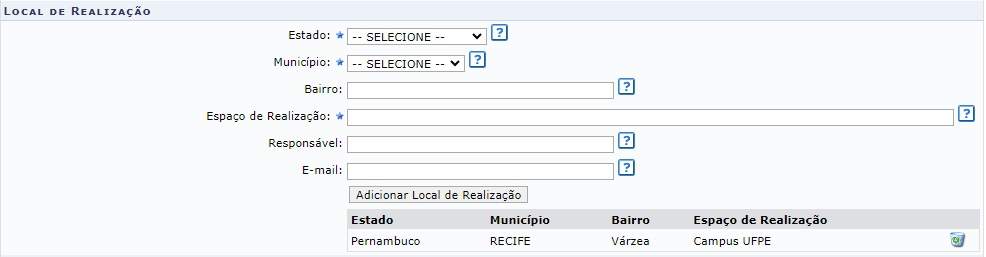 LOCAL DE REALIZAÇÃO
Estado: -- SELECIONE -- ?
Município: -- SELECIONE -- ?
Bairro: ?
Espaço de Realização: ?
Responsável: ?
E-mail: ?
Adicionar Local de Realização
Estado Município Bairro Espaço de Realização
Pernambuco RECIFE Várzea Campus UFPE